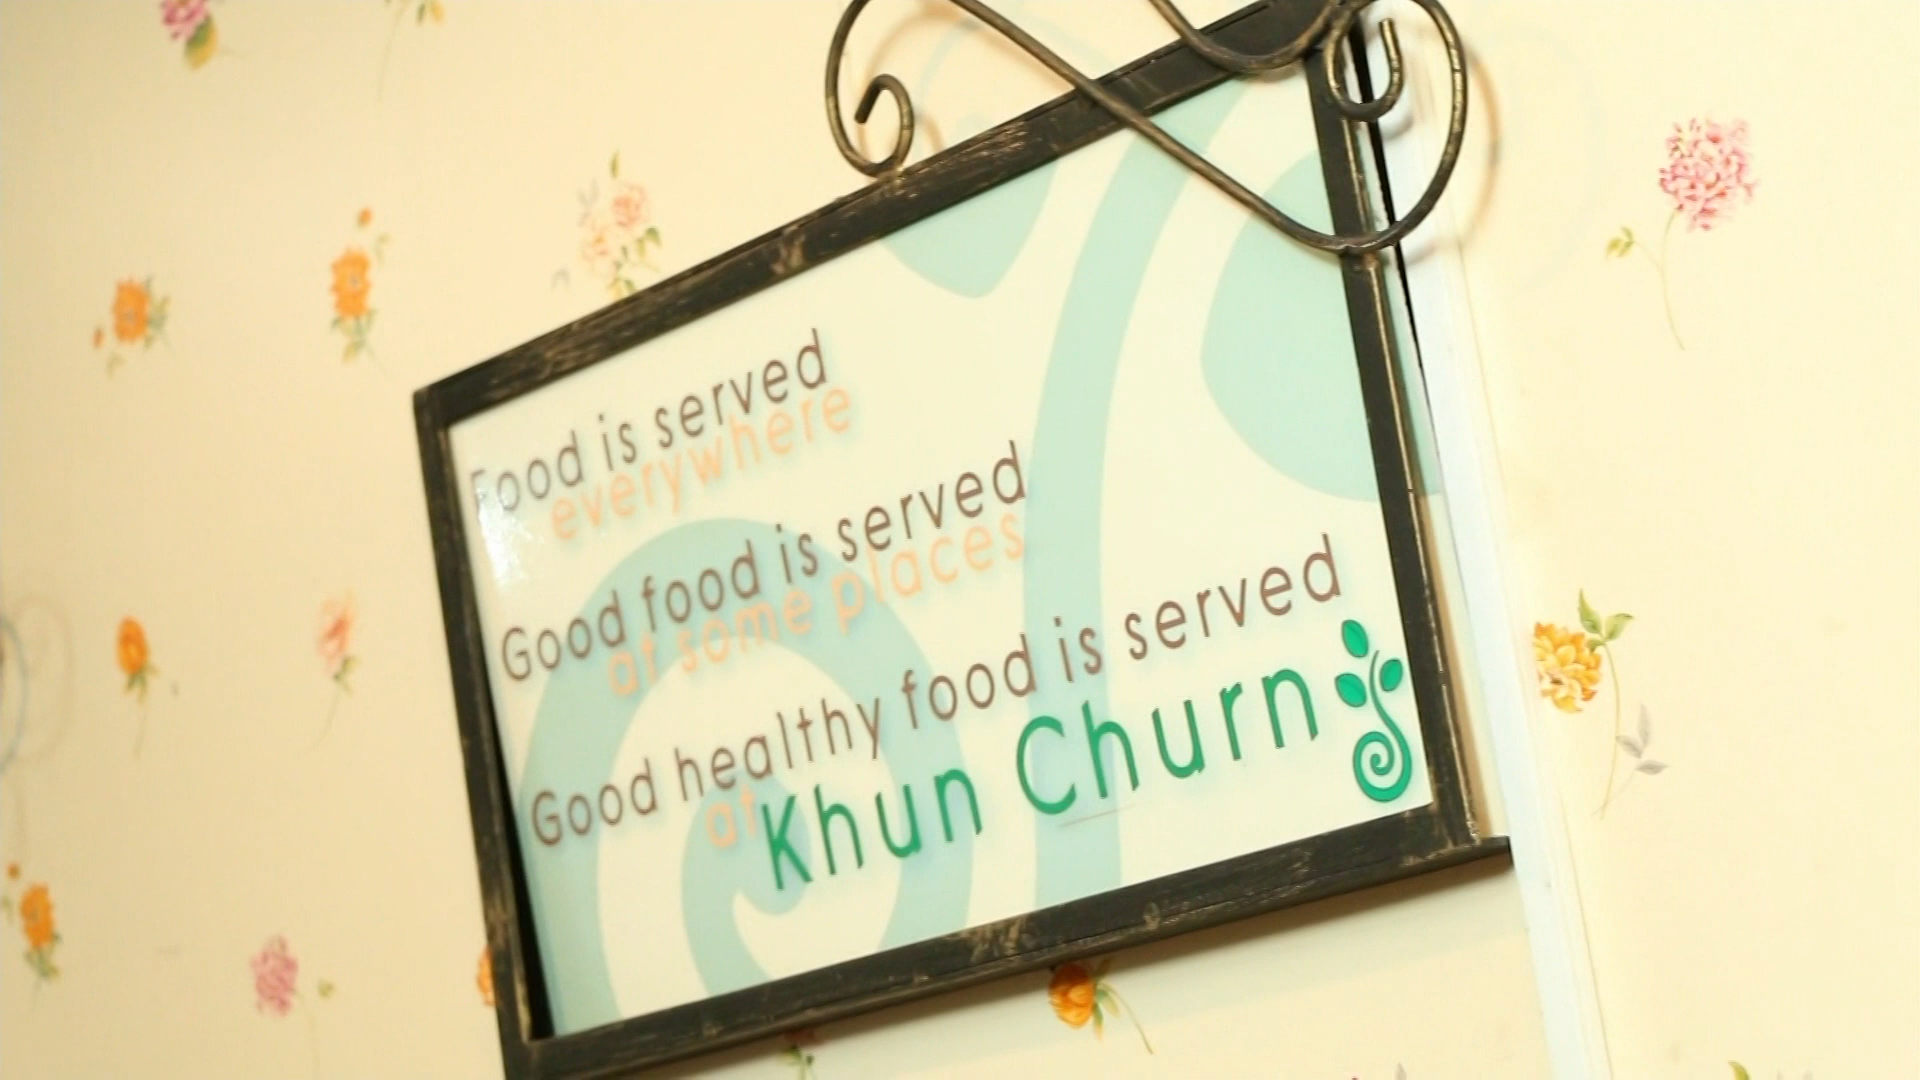 Food is served
everywhere
Good food is served
at some places
Good healthy food is served
at Khun Churn